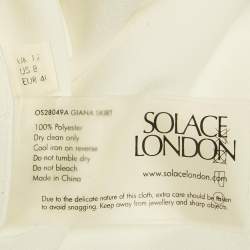 UK 12
US 8
EUR 40
OS28049A GIANA SKIRT
100% Polyester
Dry clean only
Cool iron on reverse
Do not tumble dry
Do not bleach
Made in China
SOLACE
LONDON
www.solacelondon.com
Due to the delicate nature of this cloth, extra care should be taken
to avoid snagging. Keep away from jewellery and sharp objects.